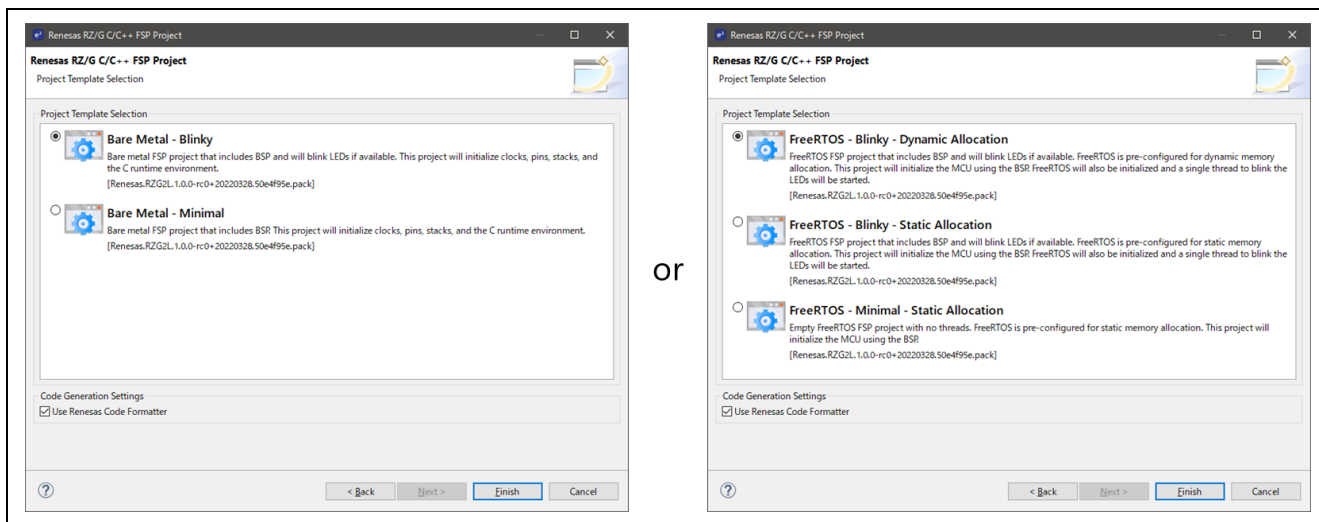 Renesas RZ/G C/C++ FSP Project
Renesas RZ/G C/C++ FSP Project
Project Template Selection
Project Template Selection
Bare Metal - Blinky
Bare metal FSP project that includes BSP and will blink LEDs if available. This project will initialize clocks, pins, stacks, and
the C runtime environment.
[Renesas.RZG2L.1.0.0-rc0+20220328.50e4f95e.pack]
Bare Metal - Minimal
Bare metal FSP project that includes BSP. This project will initialize clocks, pins, stacks, and the C runtime environment.
[Renesas.RZG2L.1.0.0-rc0+20220328.50e4f95e.pack]
Code Generation Settings
Use Renesas Code Formatter
< Back
Next >
Finish
Cancel
or
Renesas RZ/G C/C++ FSP Project
Renesas RZ/G C/C++ FSP Project
Project Template Selection
Project Template Selection
FreeRTOS - Blinky - Dynamic Allocation
FreeRTOS FSP project that includes BSP and will blink LEDs if available. FreeRTOS is pre-configured for dynamic memory
allocation. This project will initialize the MCU using the BSP. FreeRTOS will also be initialized and a single thread to blink the
LEDs will be started.
[Renesas.RZG2L.1.0.0-rc0+20220328.50e4f95e.pack]
FreeRTOS - Blinky - Static Allocation
FreeRTOS FSP project that includes BSP and will blink LEDs if available. FreeRTOS is pre-configured for static memory
allocation. This project will initialize the MCU using the BSP. FreeRTOS will also be initialized and a single thread to blink the
LEDs will be started.
[Renesas.RZG2L.1.0.0-rc0+20220328.50e4f95e.pack]
FreeRTOS - Minimal - Static Allocation
Empty FreeRTOS FSP project with no threads. FreeRTOS is pre-configured for static memory allocation. This project will
initialize the MCU using the BSP.
[Renesas.RZG2L.1.0.0-rc0+20220328.50e4f95e.pack]
Code Generation Settings
Use Renesas Code Formatter
< Back
Next >
Finish
Cancel